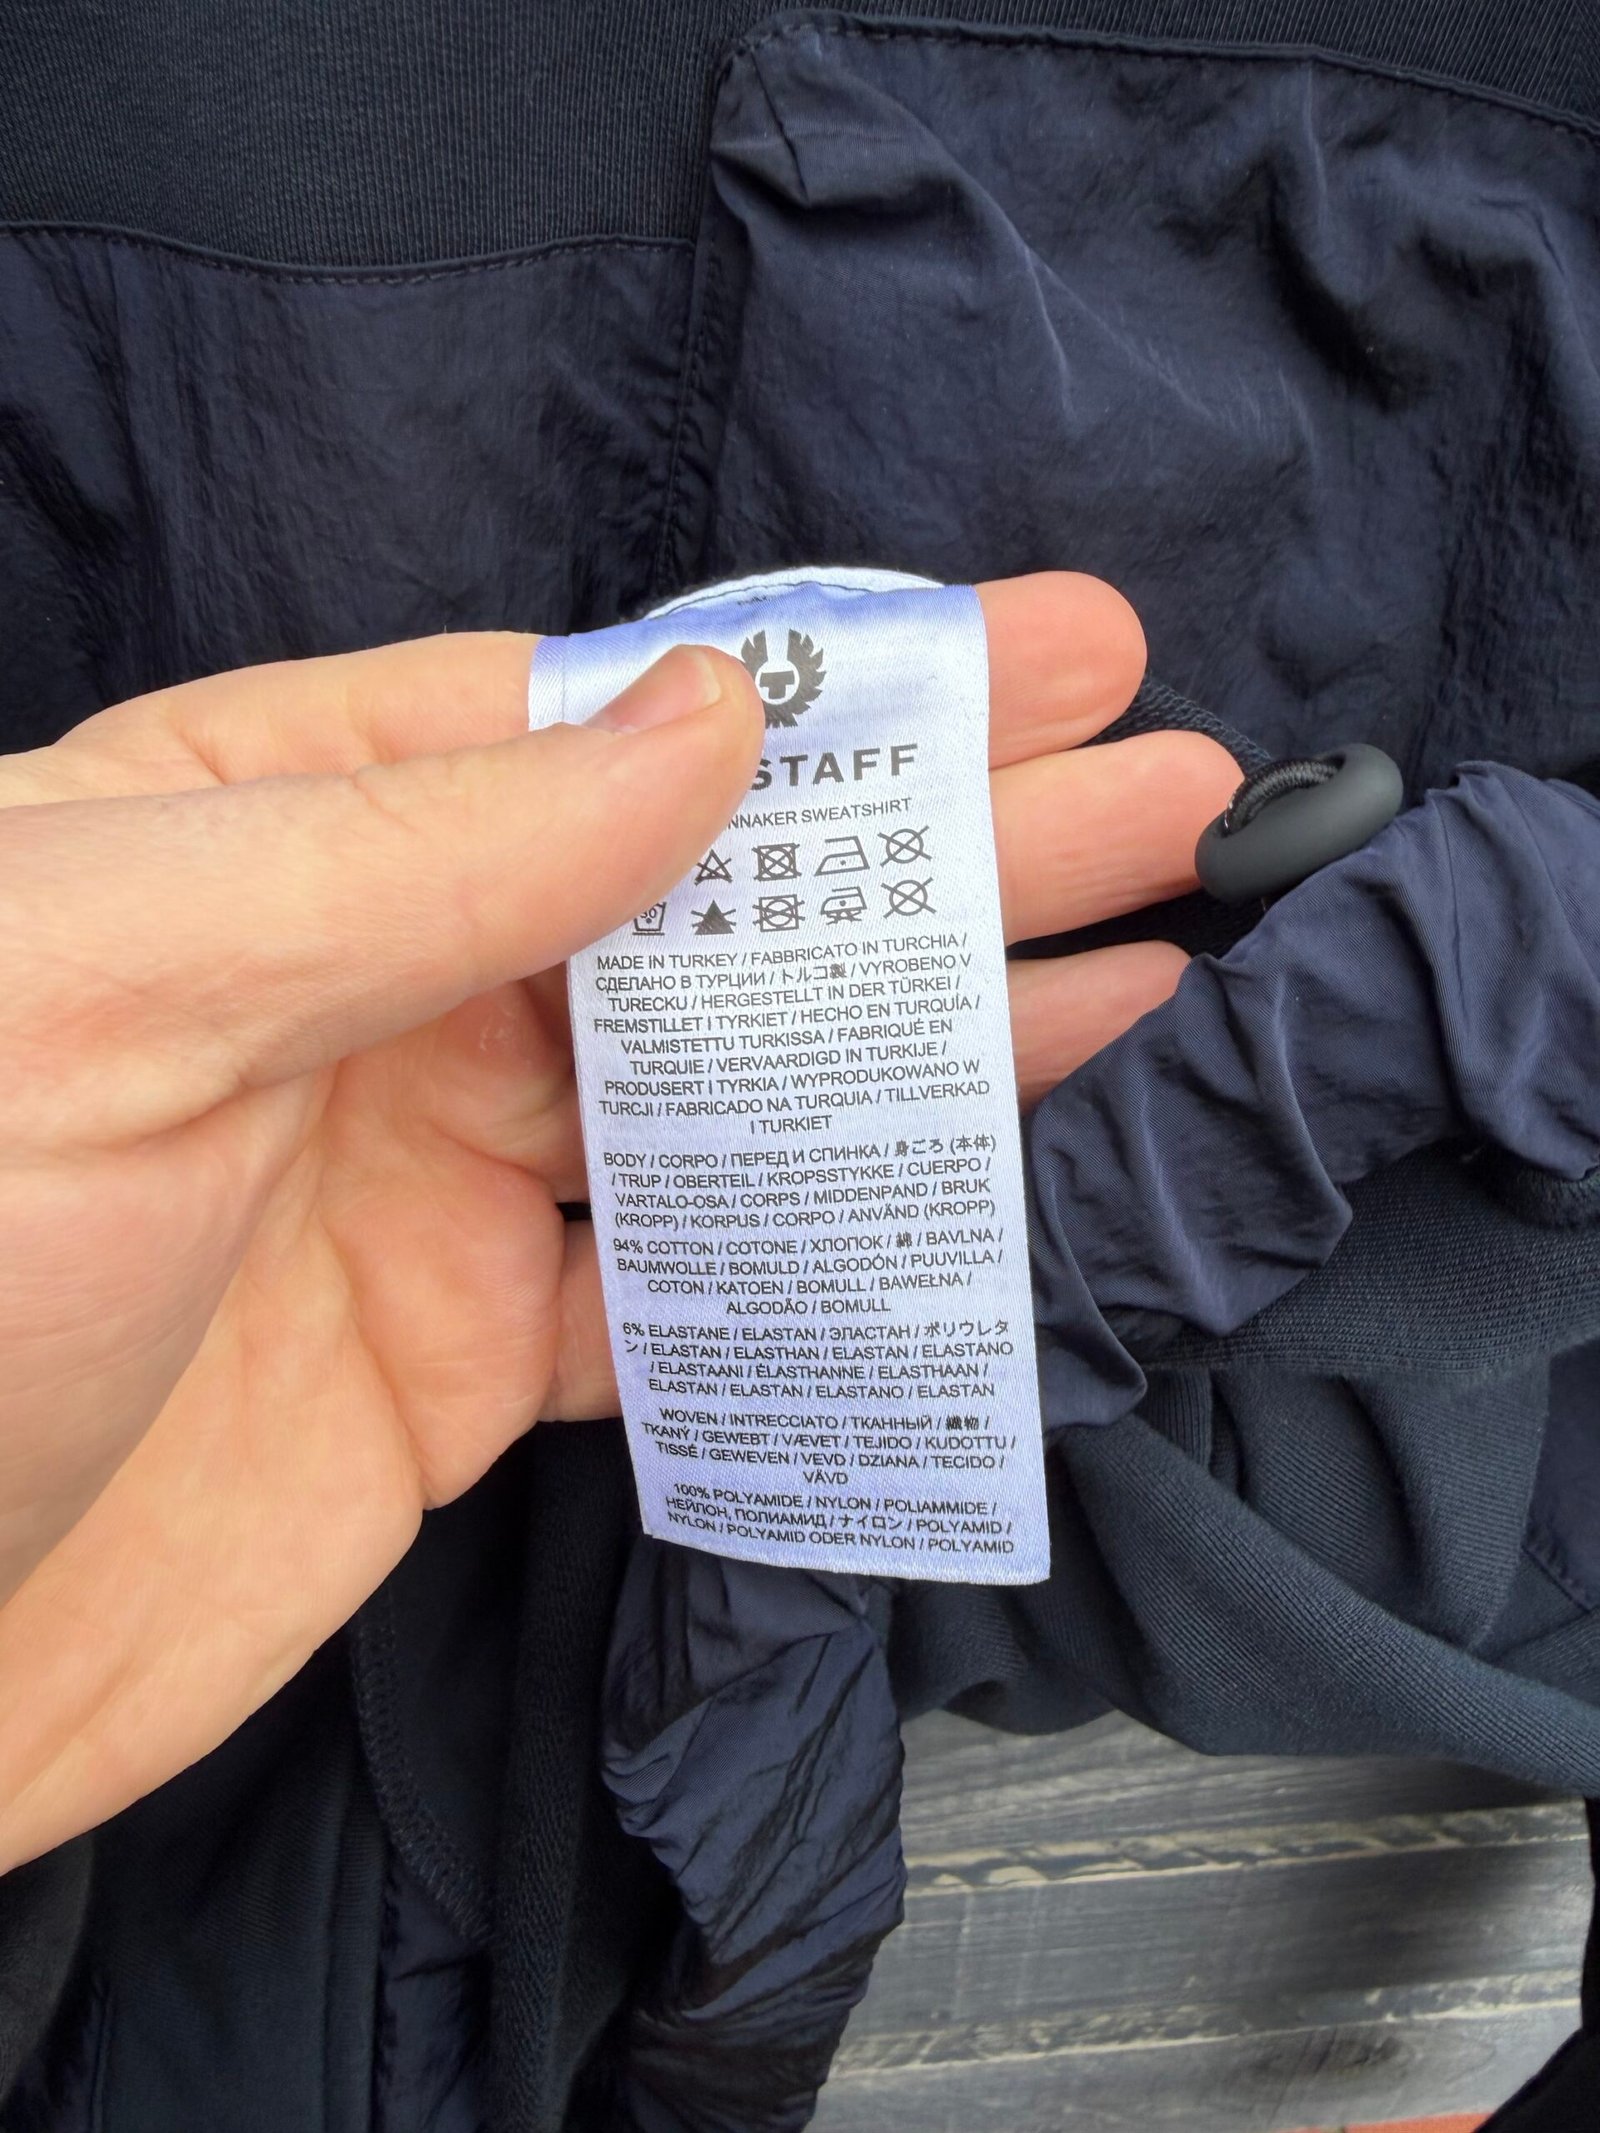 STAFF
NNAKER SWEATSHIRT
30
MADE IN TURKEY / FABBRICATO IN TURCHIA /
СДЕЛАНО В ТУРЦИИ / トルコ製 / VYROBENO V
TURECKU / HERGESTELLT IN DER TÜRKEI /
FREMSTILLET I TYRKIET / HECHO EN TURQUÍA /
VALMISTETTU TURKISSA / FABRIQUÉ EN
TURQUIE / VERVAARDIGD IN TURKIJE /
PRODUSERT I TYRKIA / WYPRODUKOWANO W
TURCJI / FABRICADO NA TURQUIA / TILLVERKAD
I TURKIET
BODY / CORPO / ПЕРЕД И СПИНКА / 身ごろ (本体)
/ TRUP / OBERTEIL / KROPSSTYKKE / CUERPO /
VARTALO-OSA / CORPS / MIDDENPAND / BRUK
(KROPP) / KORPUS / CORPO / ANVÄND (KROPP)
94% COTTON / COTONE / ХЛОПОК / 綿 / BAVLNA /
BAUMWOLLE / BOMULD / ALGODÓN / PUUVILLA /
COTON / KATOEN / BOMULL / BAWEŁNA /
ALGODÃO / BOMULL
6% ELASTANE / ELASTAN / ЭЛАСТАН / ポリウレタ
ン / ELASTAN / ELASTHAN / ELASTAN / ELASTANO
/ ELASTAANI / ÉLASTHANNE / ELASTHAAN /
ELASTAN / ELASTAN / ELASTANO / ELASTAN
WOVEN / INTRECCIATO / ТКАННЫЙ / 織物 /
TKANÝ / GEWEBT / VÆVET / TEJIDO / KUDOTTU /
TISSÉ / GEWEVEN / VEVD / DZIANA / TECIDO /
VÄVD
100% POLYAMIDE / NYLON / POLIAMMIDE /
НЕЙЛОН, ПОЛИАМИД / ナイロン / POLYAMID /
NYLON / POLYAMID ODER NYLON / POLYAMID